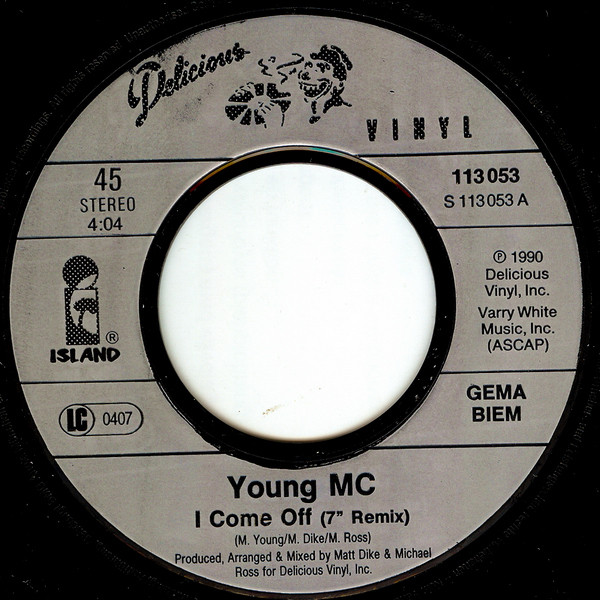 Delicious
VINYL
45
STEREO
4:04
113 053
S 113 053 A
ISLAND ®
℗ 1990
Delicious
Vinyl, Inc.
Varry White
Music, Inc.
(ASCAP)
LC 0407
GEMA
BIEM
Young MC
I Come Off (7” Remix)
(M. Young/M. Dike/M. Ross)
Produced, Arranged & Mixed by Matt Dike & Michael
Ross for Delicious Vinyl, Inc.